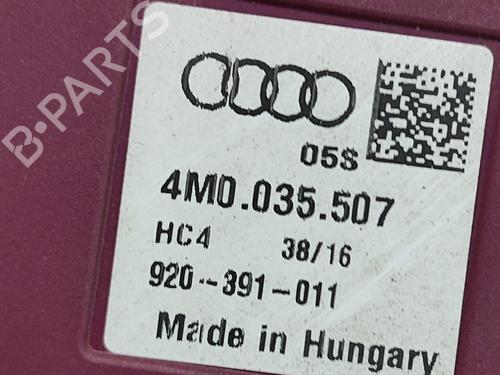 B-PARTS
05S
4M0.035.507
HC4 38/16
920-391-011
Made in Hungary